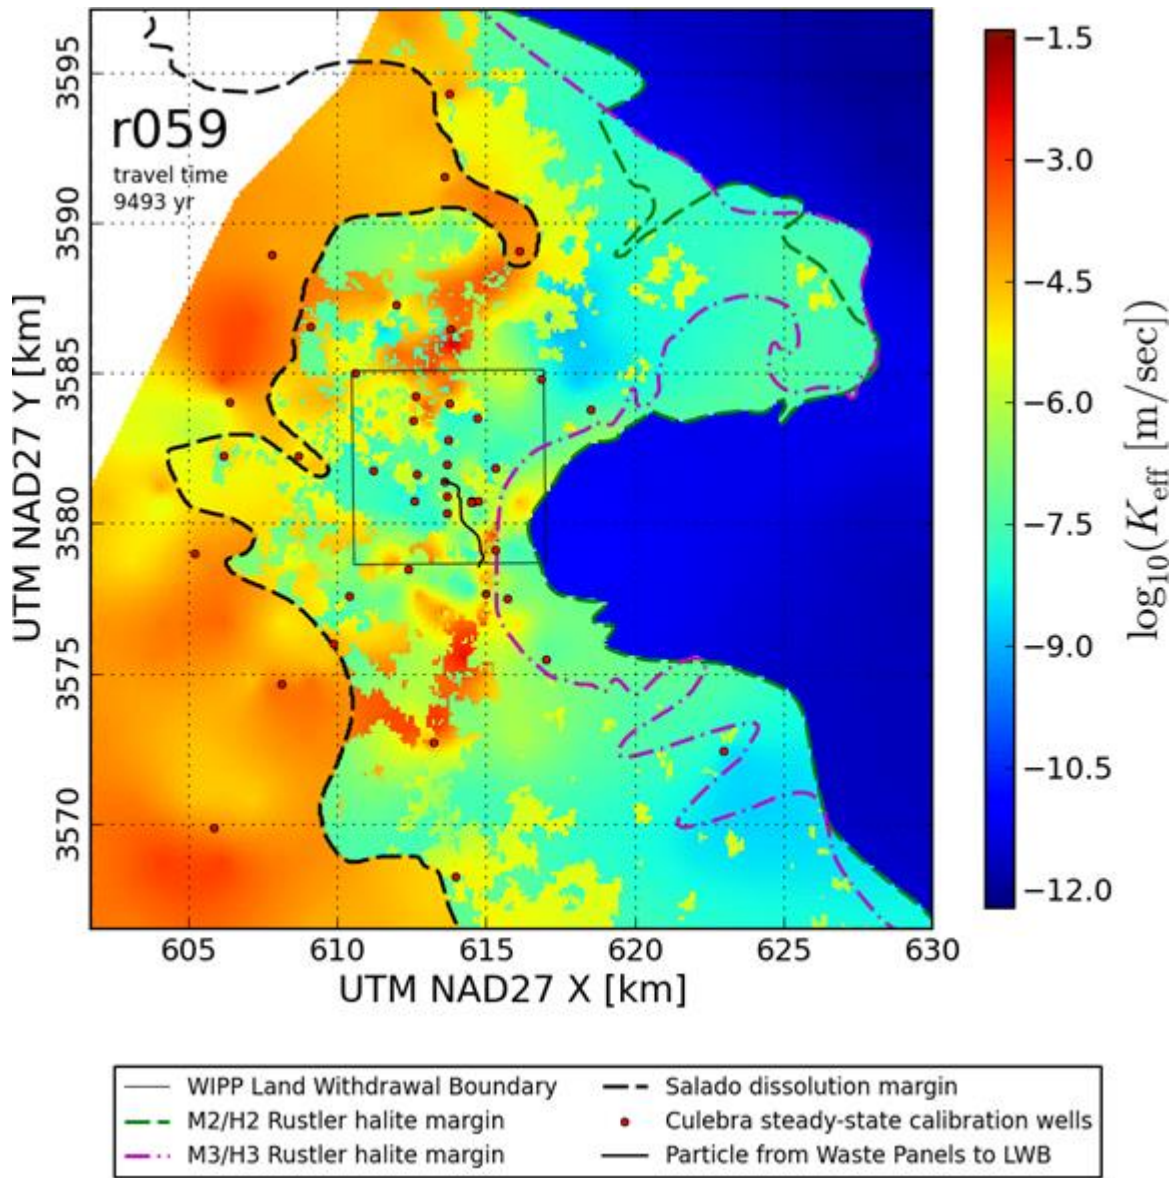 r059
travel time
9493 yr
3595
3590
3585
3580
3575
3570
UTM NAD27 Y [km]
605 610 615 620 625 630
UTM NAD27 X [km]
−1.5
−3.0
−4.5
−6.0
−7.5
−9.0
−10.5
−12.0
log₁₀(K_eff [m/sec])
WIPP Land Withdrawal Boundary
M2/H2 Rustler halite margin
M3/H3 Rustler halite margin
Salado dissolution margin
Culebra steady-state calibration wells
Particle from Waste Panels to LWB